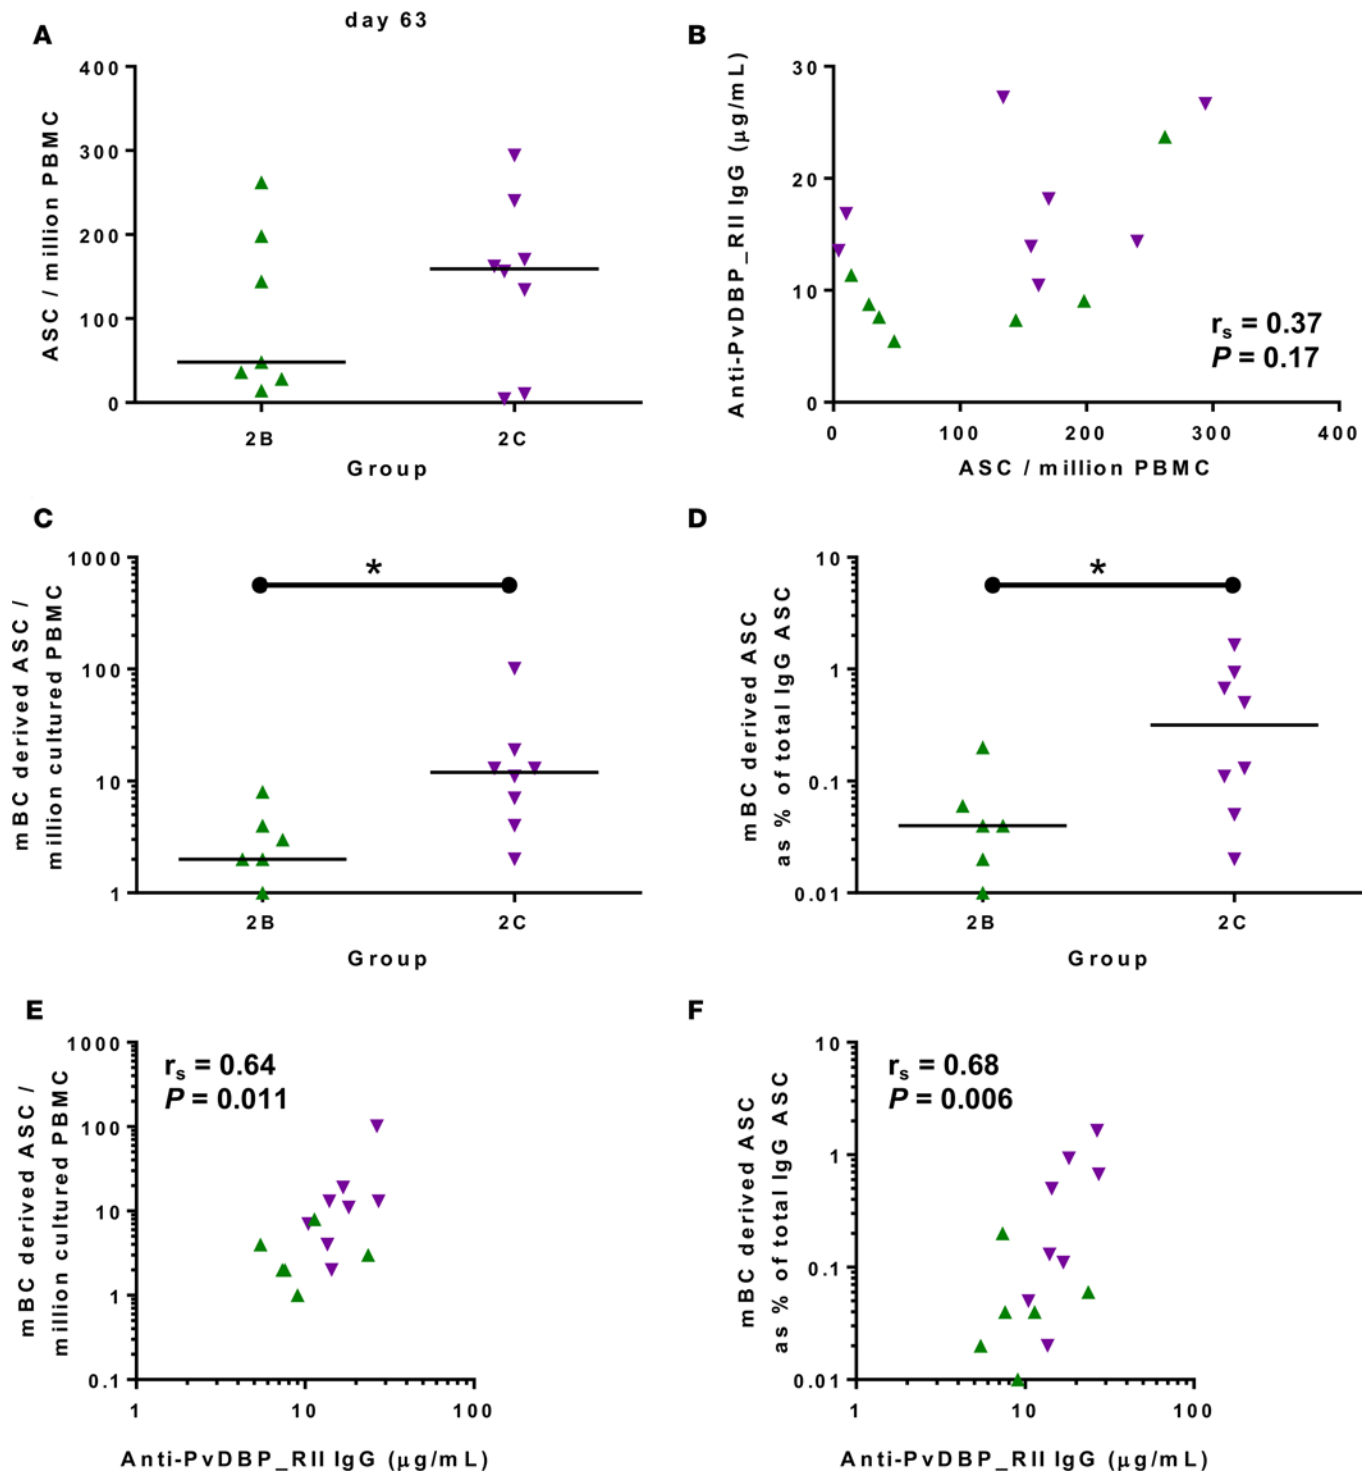 A
day 63
ASC / million PBMC
400
300
200
100
0
2B
2C
Group
B
Anti-PvDBP_RII IgG (µg/mL)
30
20
10
0
rs = 0.37
P = 0.17
0
100
200
300
400
ASC / million PBMC
C
mBC derived ASC /
million cultured PBMC
1000
100
10
1
*
2B
2C
Group
D
mBC derived ASC
as % of total IgG ASC
10
1
0.1
0.01
*
2B
2C
Group
E
mBC derived ASC /
million cultured PBMC
1000
100
10
1
0.1
rs = 0.64
P = 0.011
1
10
100
Anti-PvDBP_RII IgG (µg/mL)
F
mBC derived ASC
as % of total IgG ASC
10
1
0.1
0.01
rs = 0.68
P = 0.006
1
10
100
Anti-PvDBP_RII IgG (µg/mL)